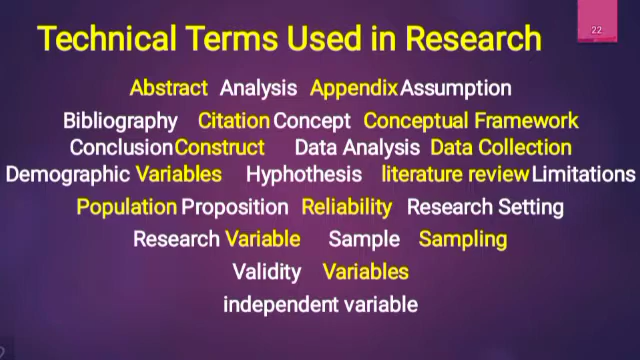 22
Technical Terms Used in Research
Abstract Analysis Appendix Assumption
Bibliography Citation Concept Conceptual Framework
Conclusion Construct Data Analysis Data Collection
Demographic Variables Hyphothesis literature review Limitations
Population Proposition Reliability Research Setting
Research Variable Sample Sampling
Validity Variables
independent variable